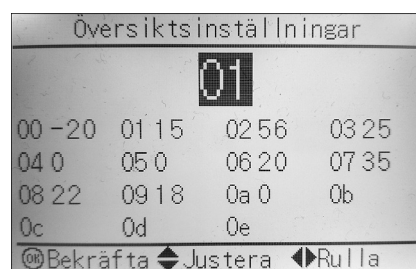 Översiktsinställningar
01
00 -20 01 15 02 56 03 25
04 0 05 0 06 20 07 35
08 22 09 18 0a 0 0b
0c 0d 0e
OK Bekräfta Justera Rulla